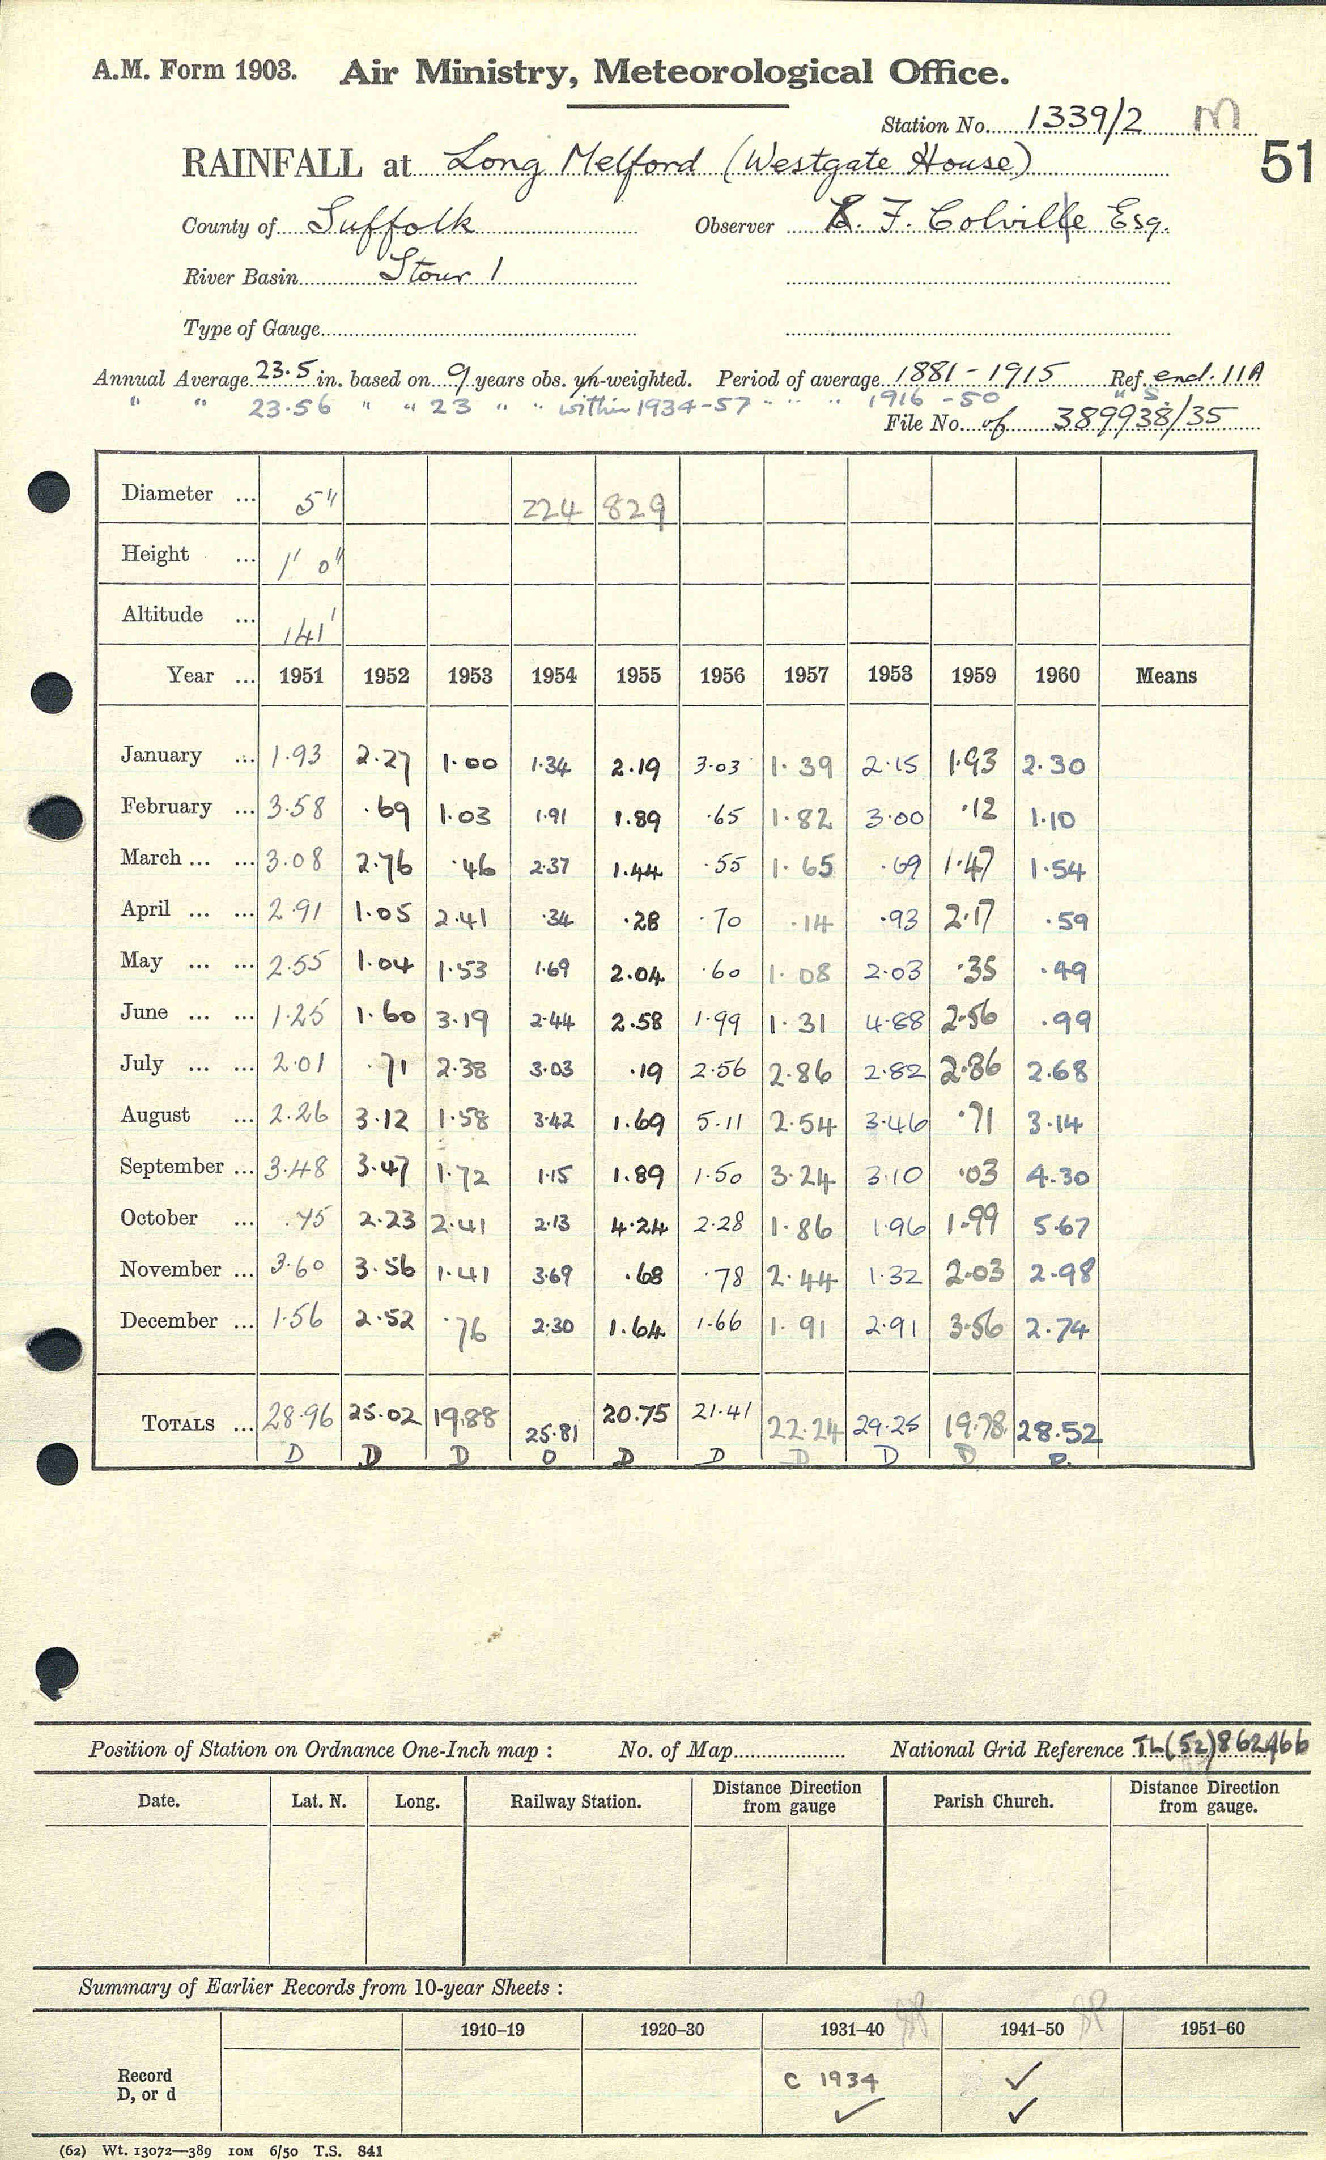 A.M. Form 1903. Air Ministry, Meteorological Office.
Station No. 1339/2 M
51
RAINFALL at Long Melford (Westgate House)
County of Suffolk Observer R. F. Colville Esq.
River Basin Stour 1
Type of Gauge
Annual Average 23.5 in. based on 9 years obs. un-weighted. Period of average 1881-1915 Ref. end. 11A
" " 23.56 " " 23 " " within 1934-57 " " " 1916-50 " S.
File No. of 389938/35
Diameter ... 5" 224 829
Height ... 1' 0"
Altitude ... 141'
Year ... 1951 1952 1953 1954 1955 1956 1957 1958 1959 1960 Means
January ... 1.93 2.27 1.00 1.34 2.19 3.03 1.39 2.15 1.93 2.30
February ... 3.58 .69 1.03 1.91 1.89 .65 1.82 3.00 .12 1.10
March ... ... 3.08 2.76 .46 2.37 1.44 .55 1.65 .69 1.47 1.54
April ... ... 2.91 1.05 2.41 .34 .28 .70 .14 .93 2.17 .59
May ... ... 2.55 1.04 1.53 1.69 2.04 .60 1.08 2.03 .35 .49
June ... ... 1.25 1.60 3.19 2.44 2.58 1.99 1.31 4.88 2.56 .99
July ... ... 2.01 .71 2.38 3.03 .19 2.56 2.86 2.82 2.86 2.68
August ... 2.26 3.12 1.58 3.42 1.69 5.11 2.54 3.46 .71 3.14
September ... 3.48 3.47 1.72 1.15 1.89 1.50 3.24 3.10 .03 4.30
October ... .75 2.23 2.41 2.13 4.24 2.28 1.86 1.96 1.99 5.67
November ... 3.60 3.56 1.41 3.69 .68 .78 2.44 1.32 2.03 2.98
December ... 1.56 2.52 .76 2.30 1.64 1.66 1.91 2.91 3.56 2.74
TOTALS ... 28.96 25.02 19.88 25.81 20.75 21.41 22.24 29.25 19.78 28.52
D D D D D D D D D D.
Position of Station on Ordnance One-Inch map : No. of Map National Grid Reference TL(52)862466
Date. Lat. N. Long. Railway Station. Distance Direction from gauge Parish Church. Distance Direction from gauge.
Summary of Earlier Records from 10-year Sheets :
1910–19 1920–30 1931–40 1941–50 1951–60
Record D, or d C 1934 ✓
✓ ✓
(62) Wt. 13072—389 10M 6/50 T.S. 841